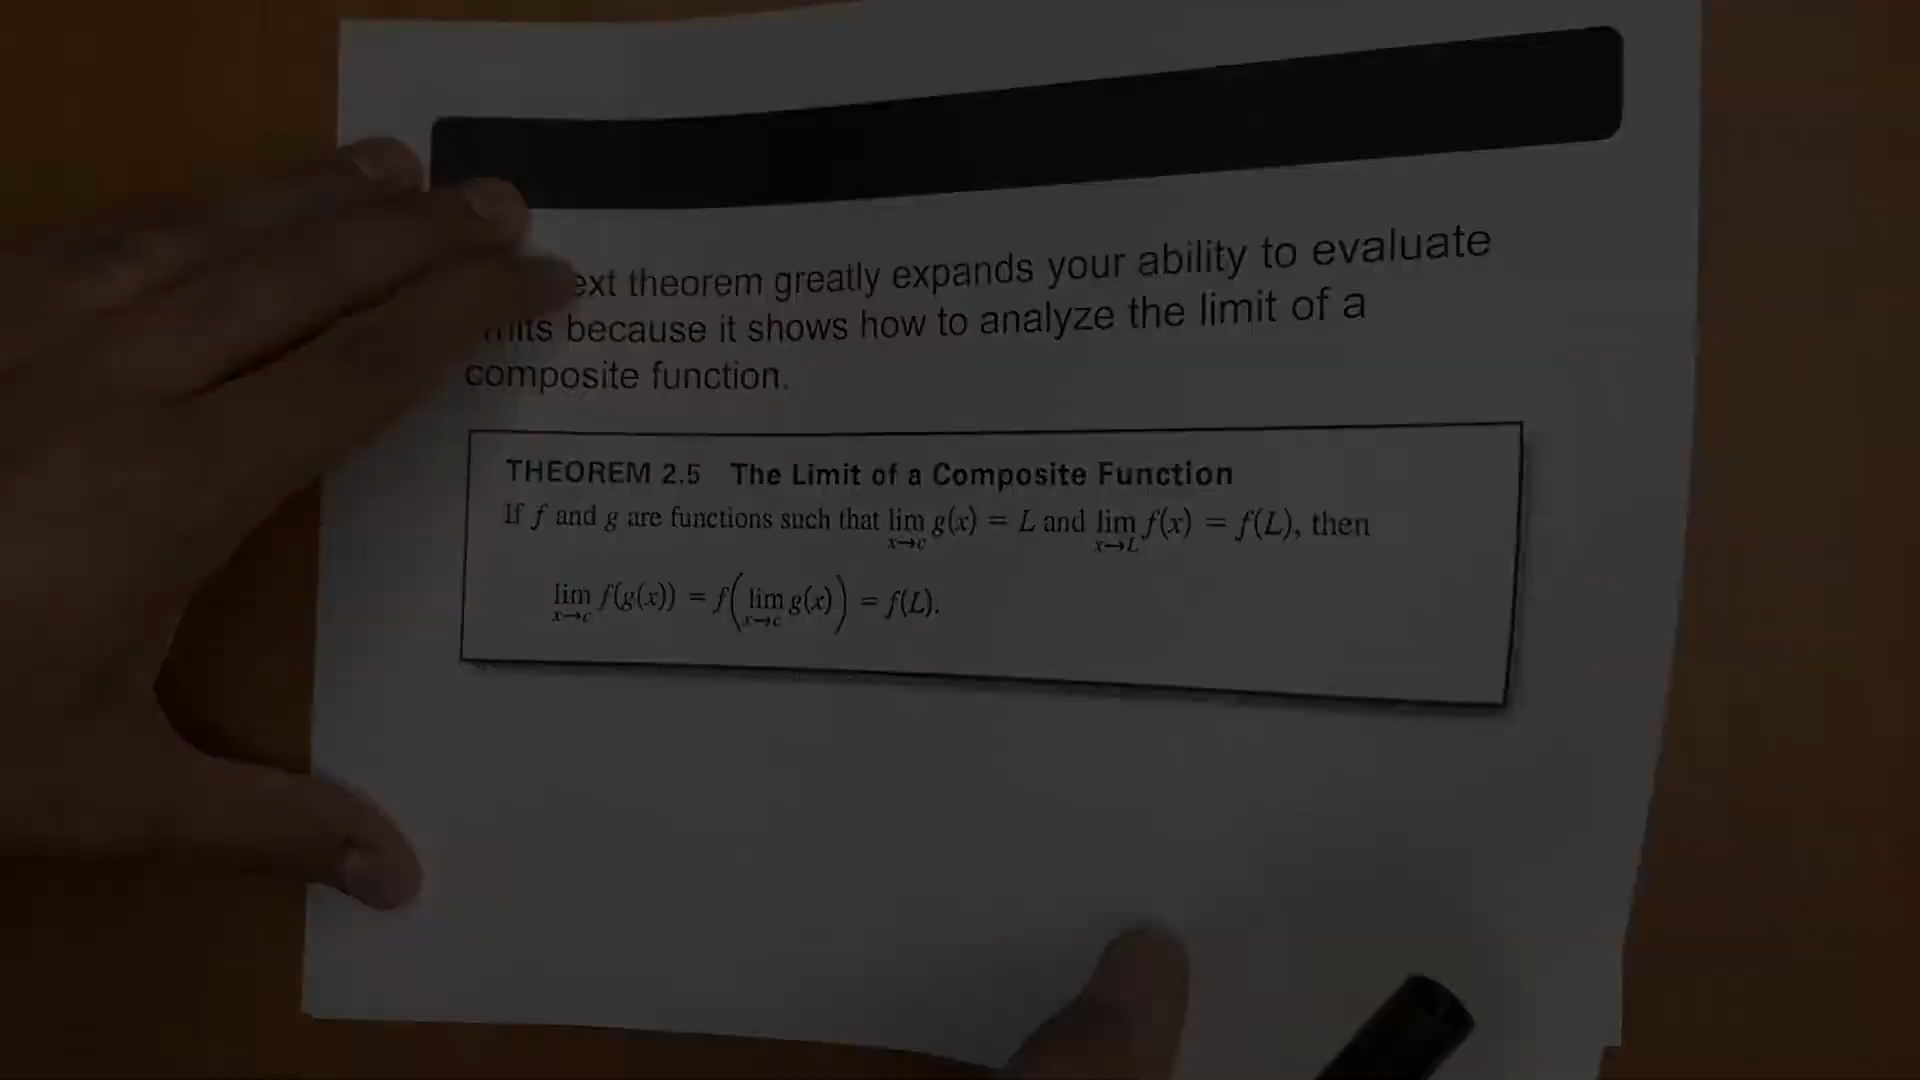 ext theorem greatly expands your ability to evaluate
mits because it shows how to analyze the limit of a
composite function.
THEOREM 2.5 The Limit of a Composite Function
If f and g are functions such that lim x→c g(x) = L and lim x→L f(x) = f(L), then
lim x→c f(g(x)) = f( lim x→c g(x) ) = f(L).